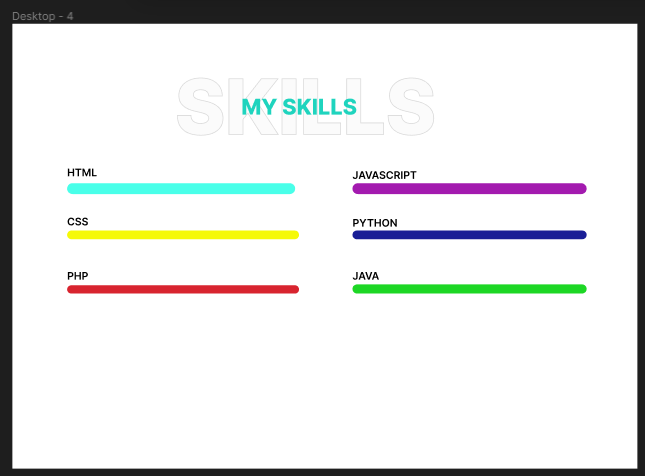 Desktop - 4
SKILLS
MY SKILLS
HTML
JAVASCRIPT
CSS
PYTHON
PHP
JAVA